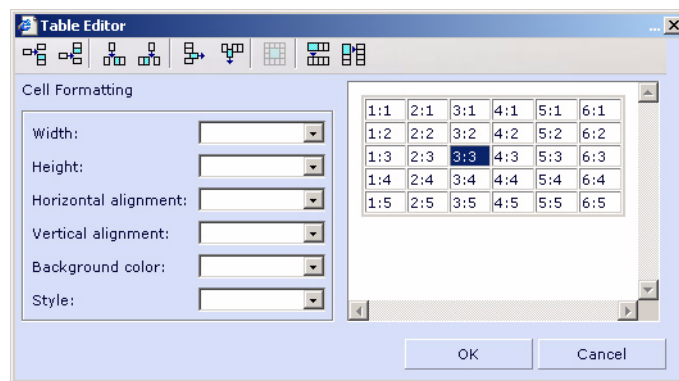 Table Editor
...
Cell Formatting
Width:
Height:
Horizontal alignment:
Vertical alignment:
Background color:
Style:
1:1 2:1 3:1 4:1 5:1 6:1
1:2 2:2 3:2 4:2 5:2 6:2
1:3 2:3 3:3 4:3 5:3 6:3
1:4 2:4 3:4 4:4 5:4 6:4
1:5 2:5 3:5 4:5 5:5 6:5
OK Cancel